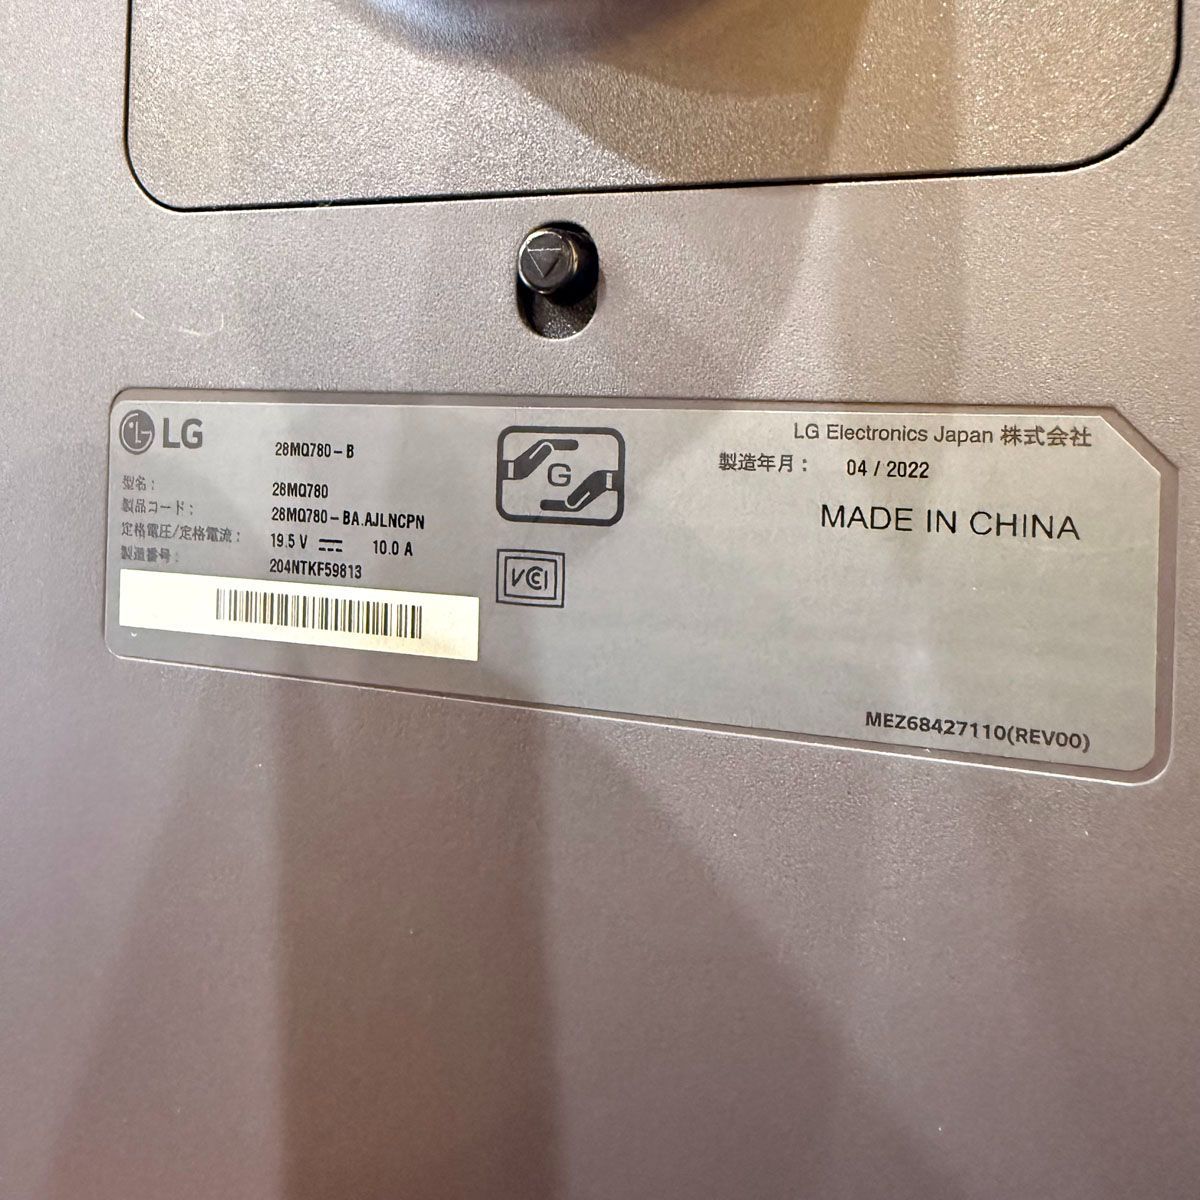 LG
28MQ780-B
型名:
28MQ780
製品コード:
28MQ780-BA.AJLNCPN
定格電圧/定格電流:
19.5 V ⎓ 10.0 A
製造番号:
204NTKF59813
G
VCCI
LG Electronics Japan 株式会社
製造年月: 04 / 2022
MADE IN CHINA
MEZ68427110(REV00)